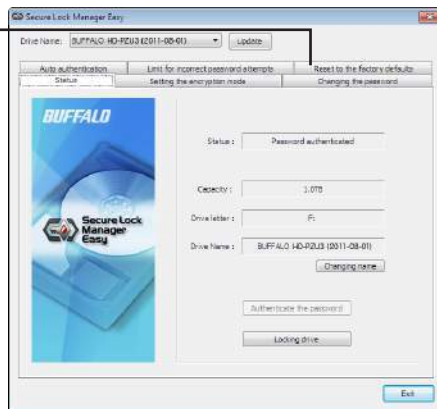 Secure Lock Manager Easy
Drive Name: BUFFALO HD-PZU3 (2011-08-01) Update
Auto authentication Limit for incorrect password attempts Reset to the factory defaults
Status Setting the encryption mode Changing the password
BUFFALO
Secure Lock
Manager
Easy
Status : Password authenticated
Capacity : 1.0TB
Drive letter : F:
Drive Name : BUFFALO HD-PZU3 (2011-08-01)
Changing name
Authenticate the password
Locking drive
Exit